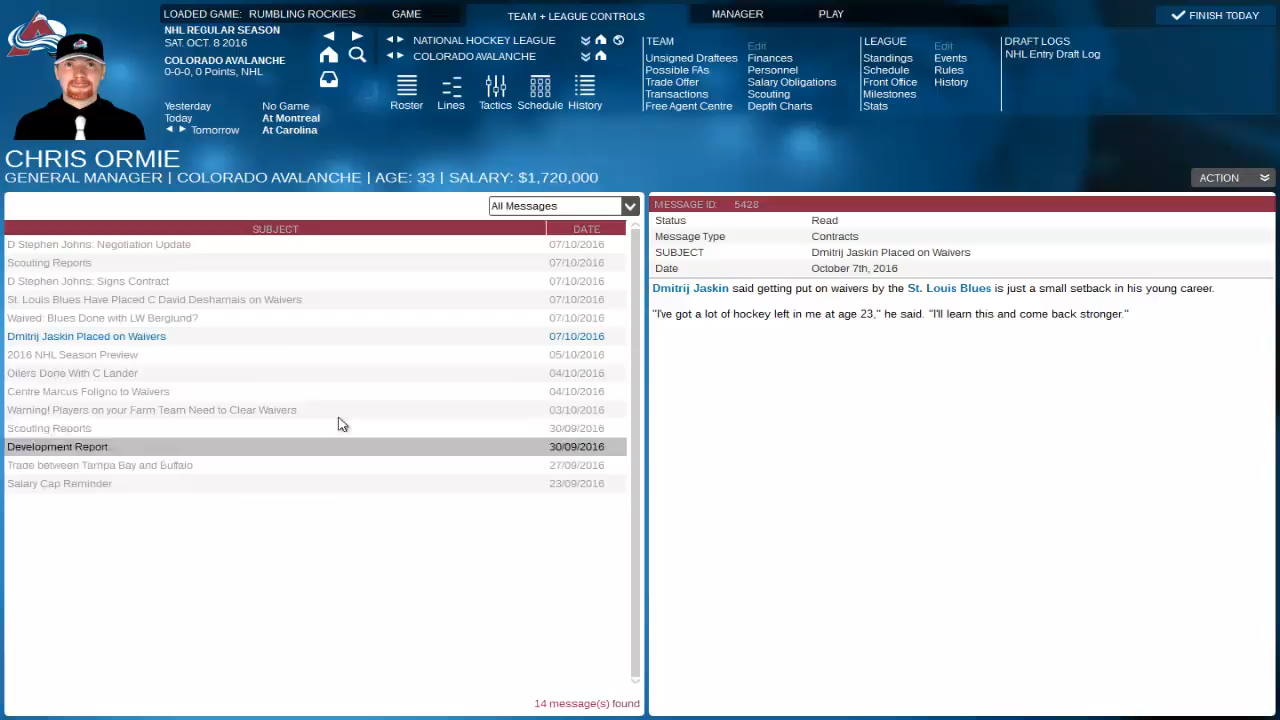 LOADED GAME: RUMBLING ROCKIES
GAME
TEAM + LEAGUE CONTROLS
MANAGER
PLAY
FINISH TODAY
NHL REGULAR SEASON
SAT. OCT. 8 2016
COLORADO AVALANCHE
0-0-0, 0 Points, NHL
Yesterday No Game
Today At Montreal
Tomorrow At Carolina
NATIONAL HOCKEY LEAGUE
COLORADO AVALANCHE
Roster Lines Tactics Schedule History
TEAM Edit
Unsigned Draftees Finances
Possible FAs Personnel
Trade Offer Salary Obligations
Transactions Scouting
Free Agent Centre Depth Charts
LEAGUE Edit
Standings Events
Schedule Rules
Front Office History
Milestones
Stats
DRAFT LOGS
NHL Entry Draft Log
CHRIS ORMIE
GENERAL MANAGER | COLORADO AVALANCHE | AGE: 33 | SALARY: $1,720,000
ACTION
All Messages
SUBJECT DATE
D Stephen Johns: Negotiation Update 07/10/2016
Scouting Reports 07/10/2016
D Stephen Johns: Signs Contract 07/10/2016
St. Louis Blues Have Placed C David Desharnais on Waivers 07/10/2016
Waived: Blues Done with LW Berglund? 07/10/2016
Dmitrij Jaskin Placed on Waivers 07/10/2016
2016 NHL Season Preview 05/10/2016
Oilers Done With C Lander 04/10/2016
Centre Marcus Foligno to Waivers 04/10/2016
Warning! Players on your Farm Team Need to Clear Waivers 03/10/2016
Scouting Reports 30/09/2016
Development Report 30/09/2016
Trade between Tampa Bay and Buffalo 27/09/2016
Salary Cap Reminder 23/09/2016
14 message(s) found
MESSAGE ID: 5428
Status Read
Message Type Contracts
SUBJECT Dmitrij Jaskin Placed on Waivers
Date October 7th, 2016
Dmitrij Jaskin said getting put on waivers by the St. Louis Blues is just a small setback in his young career.
"I've got a lot of hockey left in me at age 23," he said. "I'll learn this and come back stronger."